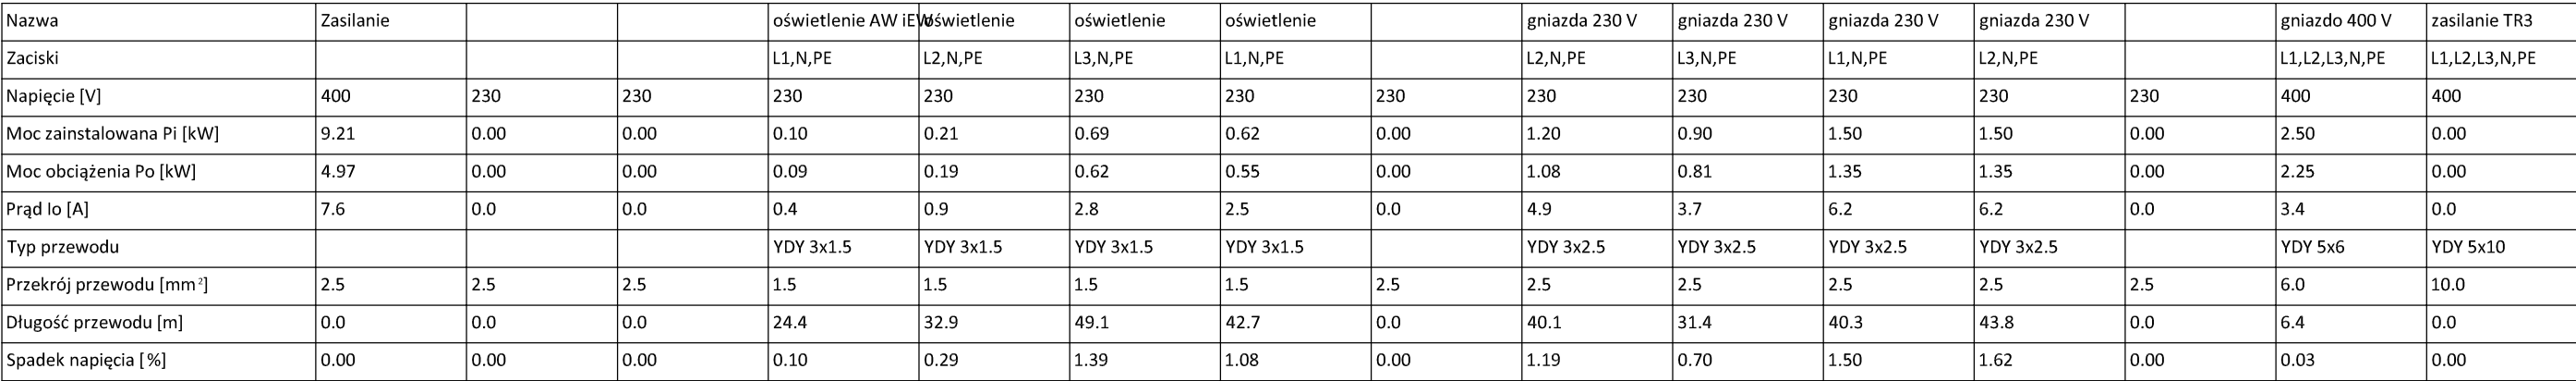 Nazwa Zasilanie oświetlenie AW iEW oświetlenie oświetlenie oświetlenie gniazda 230 V gniazda 230 V gniazda 230 V gniazda 230 V gniazdo 400 V zasilanie TR3
Zaciski L1,N,PE L2,N,PE L3,N,PE L1,N,PE L2,N,PE L3,N,PE L1,N,PE L2,N,PE L1,L2,L3,N,PE L1,L2,L3,N,PE
Napięcie [V] 400 230 230 230 230 230 230 230 230 230 230 230 230 400 400
Moc zainstalowana Pi [kW] 9.21 0.00 0.00 0.10 0.21 0.69 0.62 0.00 1.20 0.90 1.50 1.50 0.00 2.50 0.00
Moc obciążenia Po [kW] 4.97 0.00 0.00 0.09 0.19 0.62 0.55 0.00 1.08 0.81 1.35 1.35 0.00 2.25 0.00
Prąd Io [A] 7.6 0.0 0.0 0.4 0.9 2.8 2.5 0.0 4.9 3.7 6.2 6.2 0.0 3.4 0.0
Typ przewodu YDY 3x1.5 YDY 3x1.5 YDY 3x1.5 YDY 3x1.5 YDY 3x2.5 YDY 3x2.5 YDY 3x2.5 YDY 3x2.5 YDY 5x6 YDY 5x10
Przekrój przewodu [mm²] 2.5 2.5 2.5 1.5 1.5 1.5 1.5 2.5 2.5 2.5 2.5 2.5 2.5 6.0 10.0
Długość przewodu [m] 0.0 0.0 0.0 24.4 32.9 49.1 42.7 0.0 40.1 31.4 40.3 43.8 0.0 6.4 0.0
Spadek napięcia [%] 0.00 0.00 0.00 0.10 0.29 1.39 1.08 0.00 1.19 0.70 1.50 1.62 0.00 0.03 0.00